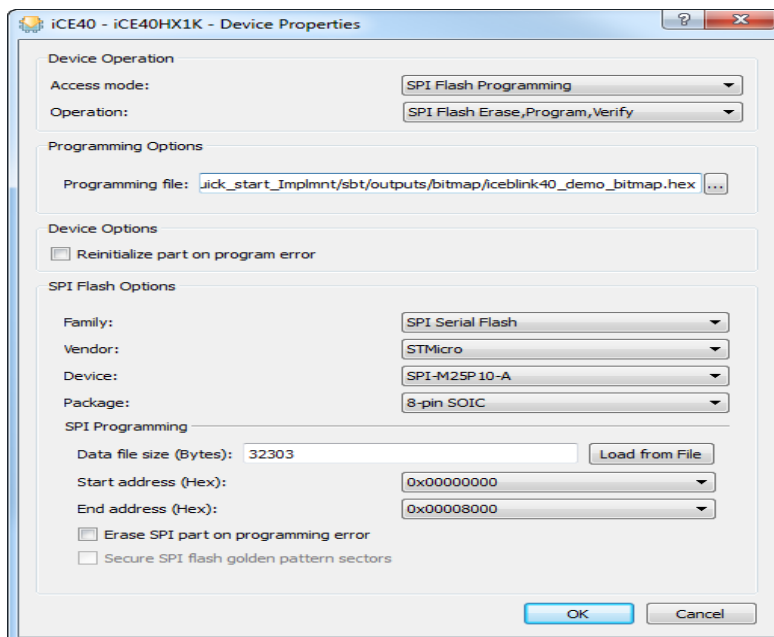 iCE40 - iCE40HX1K - Device Properties
?
Device Operation
Access mode: SPI Flash Programming
Operation: SPI Flash Erase,Program,Verify
Programming Options
Programming file: uick_start_Implmnt/sbt/outputs/bitmap/iceblink40_demo_bitmap.hex ...
Device Options
Reinitialize part on program error
SPI Flash Options
Family: SPI Serial Flash
Vendor: STMicro
Device: SPI-M25P10-A
Package: 8-pin SOIC
SPI Programming
Data file size (Bytes): 32303 Load from File
Start address (Hex): 0x00000000
End address (Hex): 0x00008000
Erase SPI part on programming error
Secure SPI flash golden pattern sectors
OK Cancel